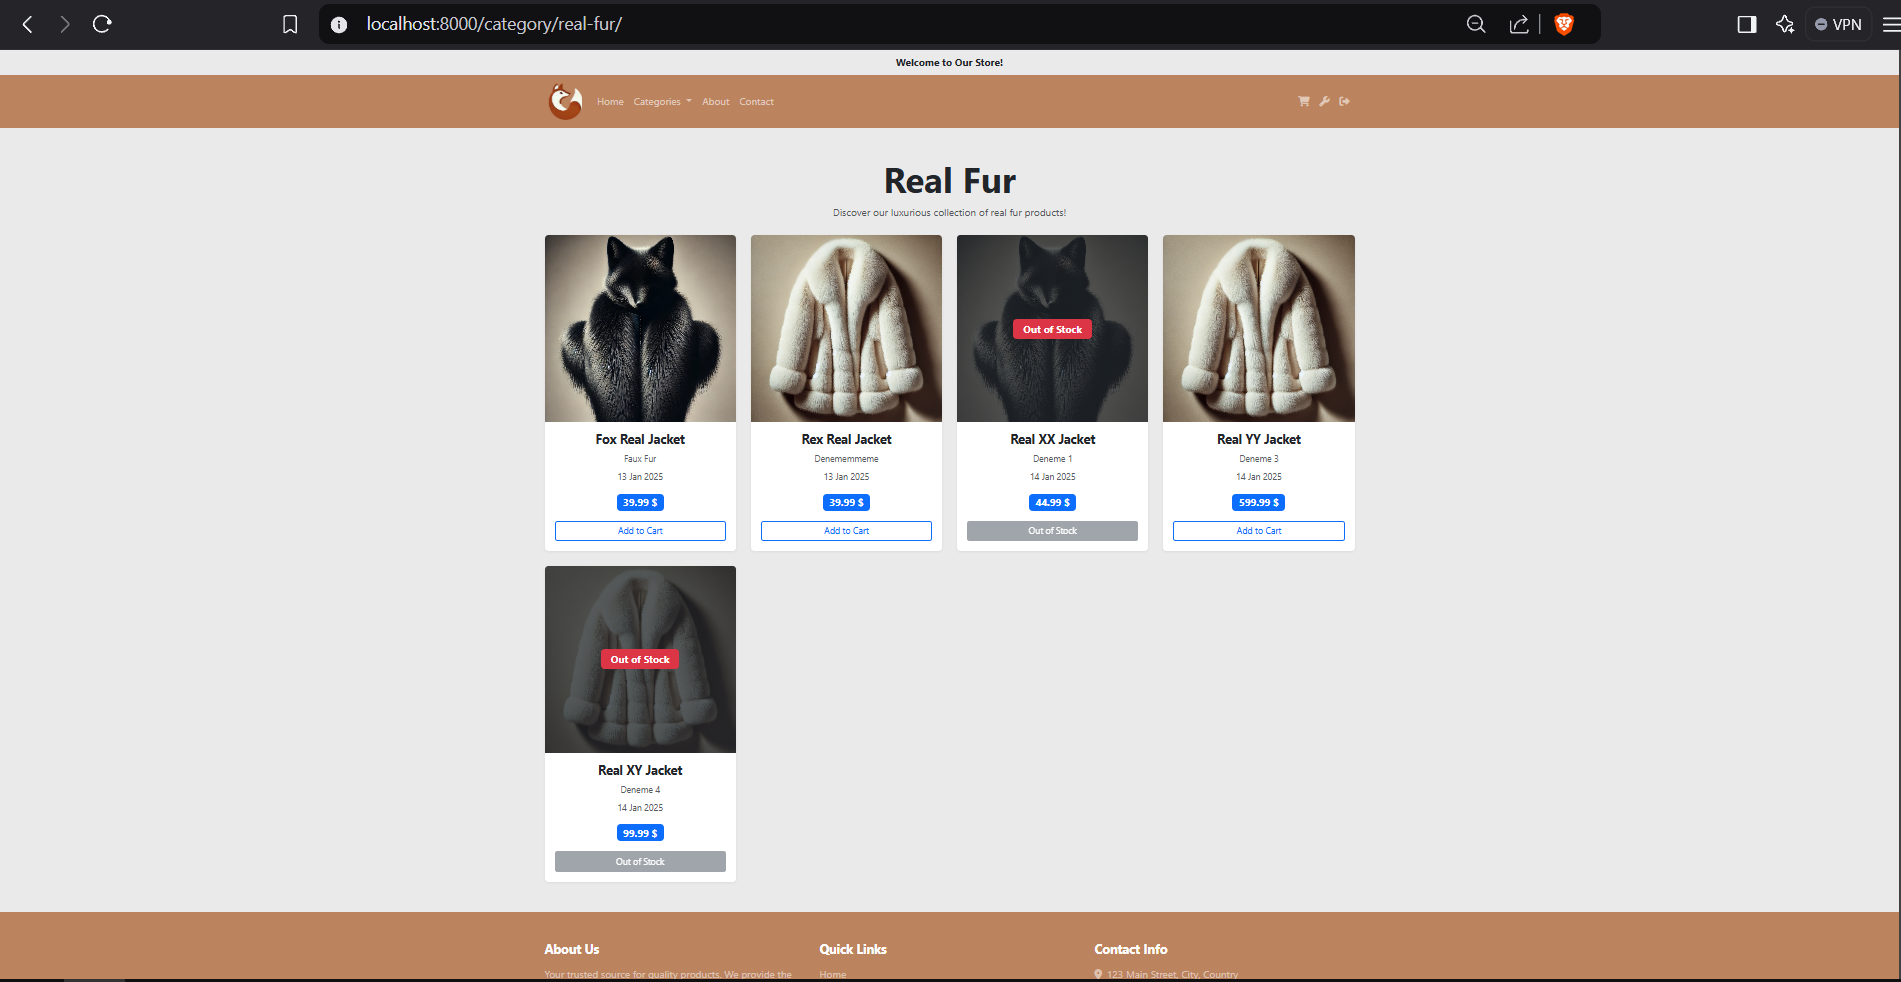 localhost:8000/category/real-fur/
VPN
Welcome to Our Store!
Home Categories About Contact
Real Fur
Discover our luxurious collection of real fur products!
Fox Real Jacket
Faux Fur
13 Jan 2025
39.99 $
Add to Cart
Rex Real Jacket
Denememmeme
13 Jan 2025
39.99 $
Add to Cart
Out of Stock
Real XX Jacket
Deneme 1
14 Jan 2025
44.99 $
Out of Stock
Real YY Jacket
Deneme 3
14 Jan 2025
599.99 $
Add to Cart
Out of Stock
Real XY Jacket
Deneme 4
14 Jan 2025
99.99 $
Out of Stock
About Us
Your trusted source for quality products. We provide the
Quick Links
Home
Contact Info
123 Main Street, City, Country